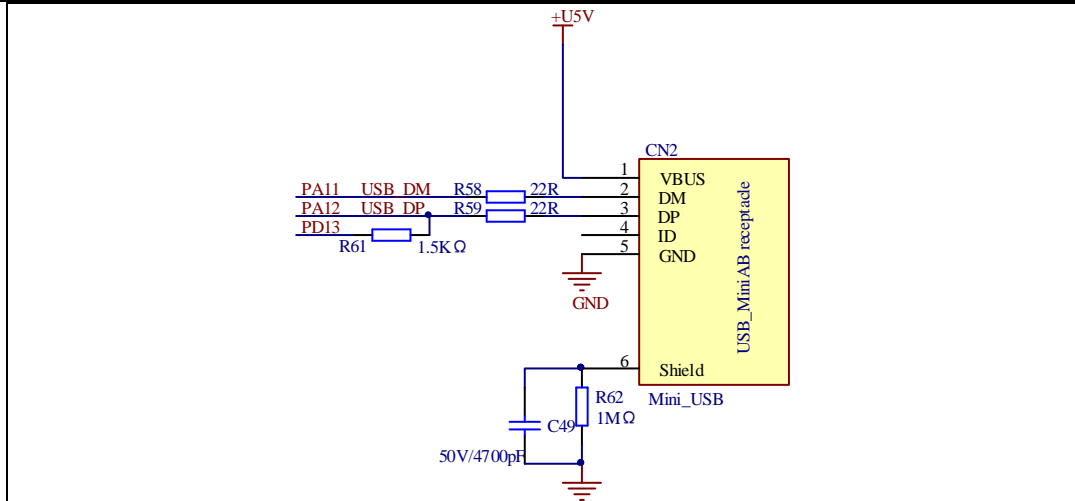 +U5V
CN2
1 VBUS
PA11 USB_DM R58 22R 2 DM
PA12 USB_DP R59 22R 3 DP
PD13 4 ID
R61 1.5KΩ 5 GND
GND
USB_Mini AB receptacle
6 Shield
R62 Mini_USB
1MΩ
C49
50V/4700pF